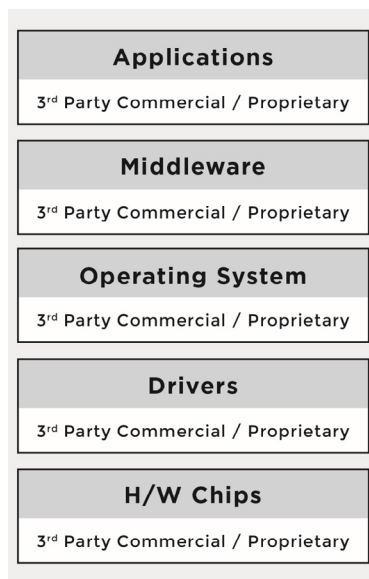 Applications
3rd Party Commercial / Proprietary
Middleware
3rd Party Commercial / Proprietary
Operating System
3rd Party Commercial / Proprietary
Drivers
3rd Party Commercial / Proprietary
H/W Chips
3rd Party Commercial / Proprietary